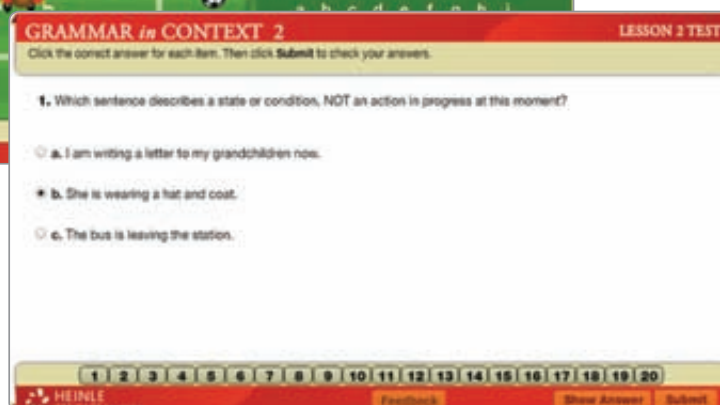 a b c d e f g h i
GRAMMAR in CONTEXT 2
LESSON 2 TEST
Click the correct answer for each item. Then click Submit to check your answers.
1. Which sentence describes a state or condition, NOT an action in progress at this moment?
a. I am writing a letter to my grandchildren now.
b. She is wearing a hat and coat.
c. The bus is leaving the station.
1 2 3 4 5 6 7 8 9 10 11 12 13 14 15 16 17 18 19 20
HEINLE
Feedback
Show Answer
Submit